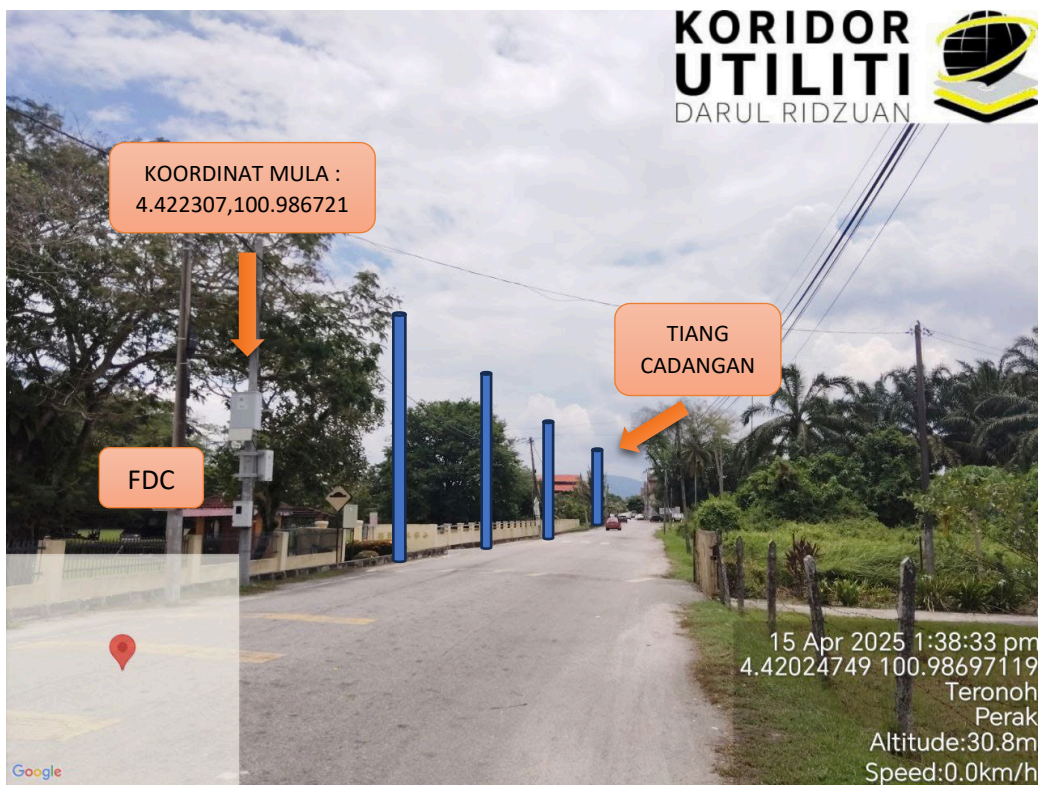 KORIDOR
UTILITI
DARUL RIDZUAN
KOORDINAT MULA :
4.422307,100.986721
TIANG
CADANGAN
FDC
15 Apr 2025 1:38:33 pm
4.42024749 100.98697119
Teronoh
Perak
Altitude:30.8m
Speed:0.0km/h
Google